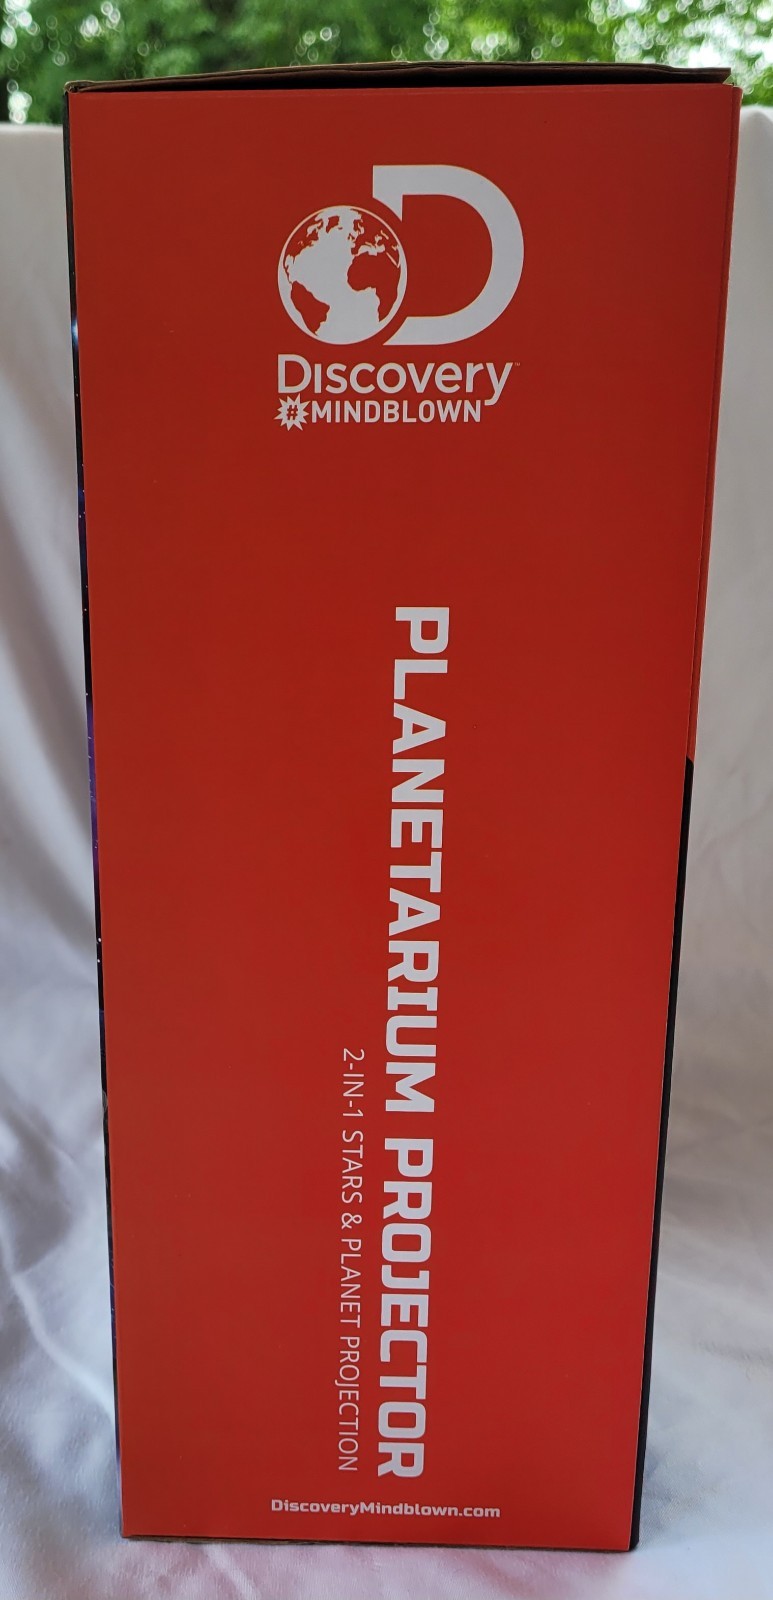 Discovery™
#MINDBLOWN
PLANETARIUM PROJECTOR
2-IN-1 STARS & PLANET PROJECTION
DiscoveryMindblown.com